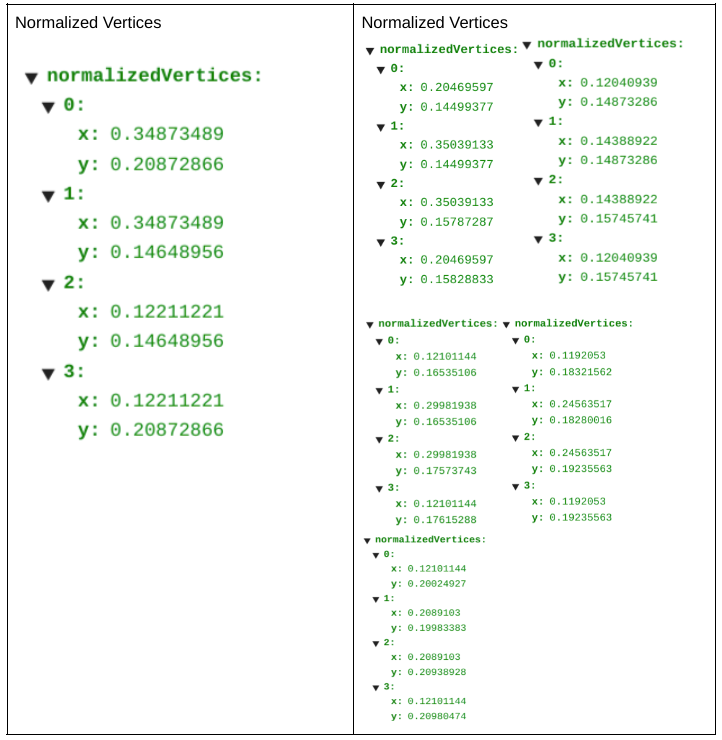 Normalized Vertices
▼ normalizedVertices:
▼ 0:
x: 0.34873489
y: 0.20872866
▼ 1:
x: 0.34873489
y: 0.14648956
▼ 2:
x: 0.12211221
y: 0.14648956
▼ 3:
x: 0.12211221
y: 0.20872866
Normalized Vertices
▼ normalizedVertices:
▼ 0:
x: 0.20469597
y: 0.14499377
▼ 1:
x: 0.35039133
y: 0.14499377
▼ 2:
x: 0.35039133
y: 0.15787287
▼ 3:
x: 0.20469597
y: 0.15828833
▼ normalizedVertices:
▼ 0:
x: 0.12040939
y: 0.14873286
▼ 1:
x: 0.14388922
y: 0.14873286
▼ 2:
x: 0.14388922
y: 0.15745741
▼ 3:
x: 0.12040939
y: 0.15745741
▼ normalizedVertices:
▼ 0:
x: 0.12101144
y: 0.16535106
▼ 1:
x: 0.29981938
y: 0.16535106
▼ 2:
x: 0.29981938
y: 0.17573743
▼ 3:
x: 0.12101144
y: 0.17615288
▼ normalizedVertices:
▼ 0:
x: 0.1192053
y: 0.18321562
▼ 1:
x: 0.24563517
y: 0.18280016
▼ 2:
x: 0.24563517
y: 0.19235563
▼ 3:
x: 0.1192053
y: 0.19235563
▼ normalizedVertices:
▼ 0:
x: 0.12101144
y: 0.20024927
▼ 1:
x: 0.2089103
y: 0.19983383
▼ 2:
x: 0.2089103
y: 0.20938928
▼ 3:
x: 0.12101144
y: 0.20980474